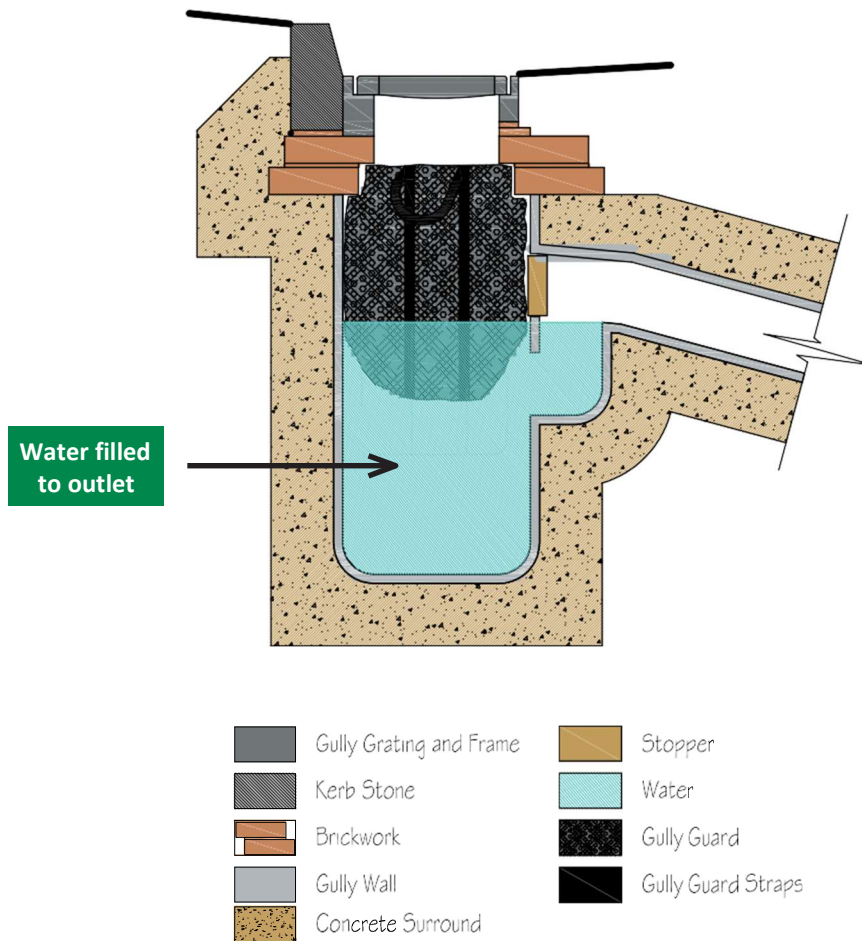 Water filled
to outlet
Gully Grating and Frame
Kerb Stone
Brickwork
Gully Wall
Concrete Surround
Stopper
Water
Gully Guard
Gully Guard Straps